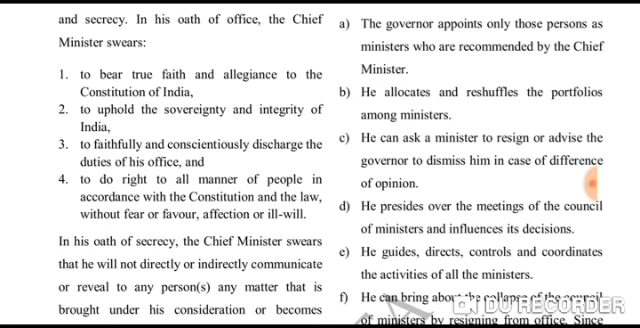 and secrecy. In his oath of office, the Chief
Minister swears:
1. to bear true faith and allegiance to the
Constitution of India,
2. to uphold the sovereignty and integrity of
India,
3. to faithfully and conscientiously discharge the
duties of his office, and
4. to do right to all manner of people in
accordance with the Constitution and the law,
without fear or favour, affection or ill-will.
In his oath of secrecy, the Chief Minister swears
that he will not directly or indirectly communicate
or reveal to any person(s) any matter that is
brought under his consideration or becomes
a) The governor appoints only those persons as
ministers who are recommended by the Chief
Minister.
b) He allocates and reshuffles the portfolios
among ministers.
c) He can ask a minister to resign or advise the
governor to dismiss him in case of difference
of opinion.
d) He presides over the meetings of the council
of ministers and influences its decisions.
e) He guides, directs, controls and coordinates
the activities of all the ministers.
f) He can bring about the collapse of the council
of ministers by resigning from office. Since
DU RECORDER